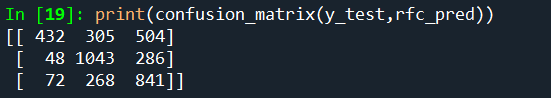 In [19]: print(confusion_matrix(y_test,rfc_pred))
[[ 432  305  504]
 [  48 1043  286]
 [  72  268  841]]